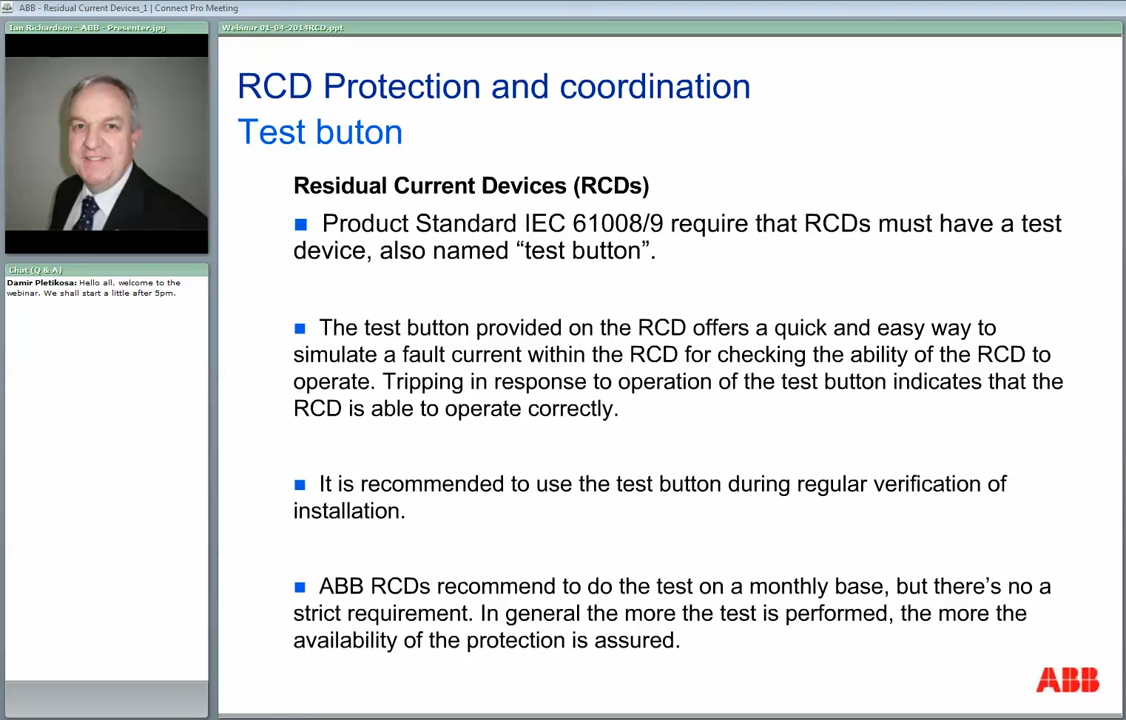 ABB - Residual Current Devices_1 | Connect Pro Meeting
Ian Richardson - ABB - Presenter.jpg
Webinar 01-04-2014RCD.ppt
RCD Protection and coordination
Test buton
Residual Current Devices (RCDs)
Product Standard IEC 61008/9 require that RCDs must have a test
device, also named “test button”.
The test button provided on the RCD offers a quick and easy way to
simulate a fault current within the RCD for checking the ability of the RCD to
operate. Tripping in response to operation of the test button indicates that the
RCD is able to operate correctly.
It is recommended to use the test button during regular verification of
installation.
ABB RCDs recommend to do the test on a monthly base, but there’s no a
strict requirement. In general the more the test is performed, the more the
availability of the protection is assured.
ABB
Chat (Q & A)
Damir Pletikosa: Hello all, welcome to the
webinar. We shall start a little after 5pm.